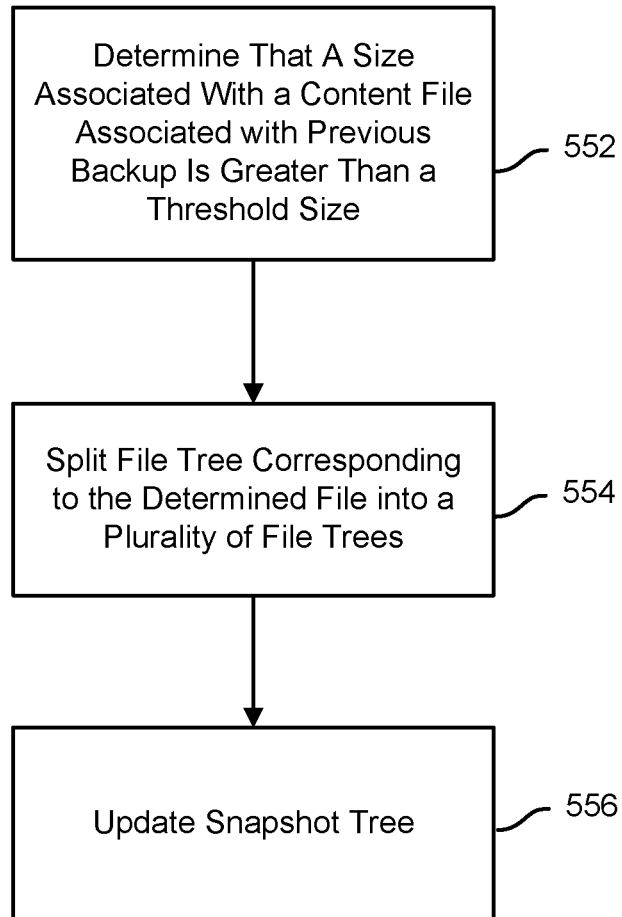 Determine That A Size
Associated With a Content File
Associated with Previous
Backup Is Greater Than a
Threshold Size
552
Split File Tree Corresponding
to the Determined File into a
Plurality of File Trees
554
Update Snapshot Tree
556